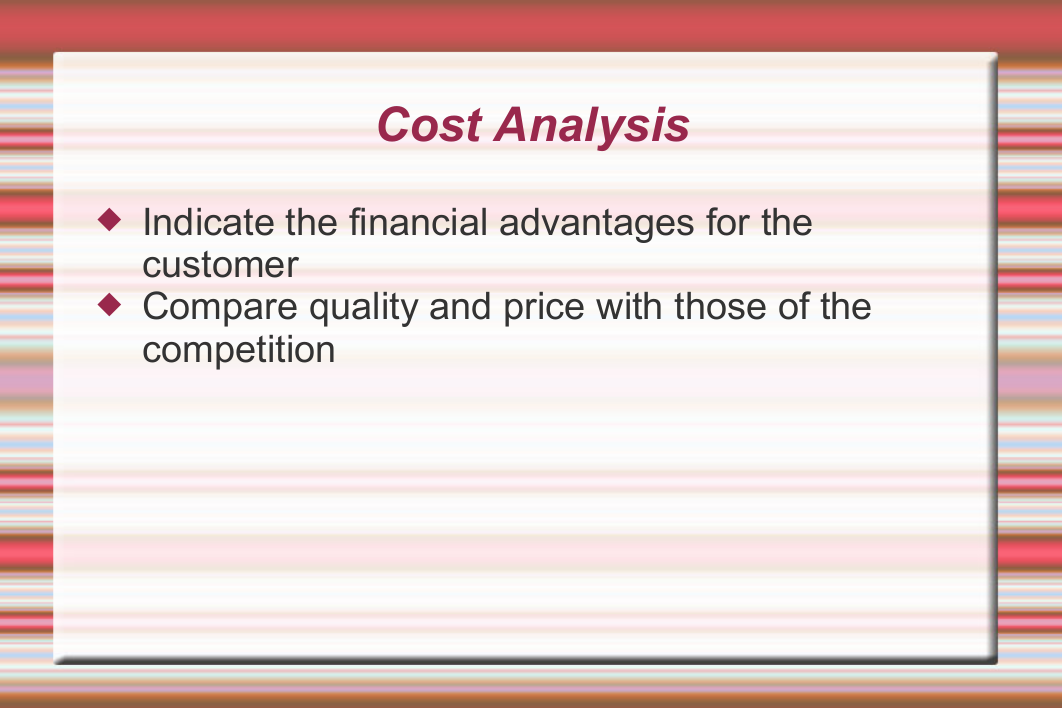 Cost Analysis
Indicate the financial advantages for the
customer
Compare quality and price with those of the
competition